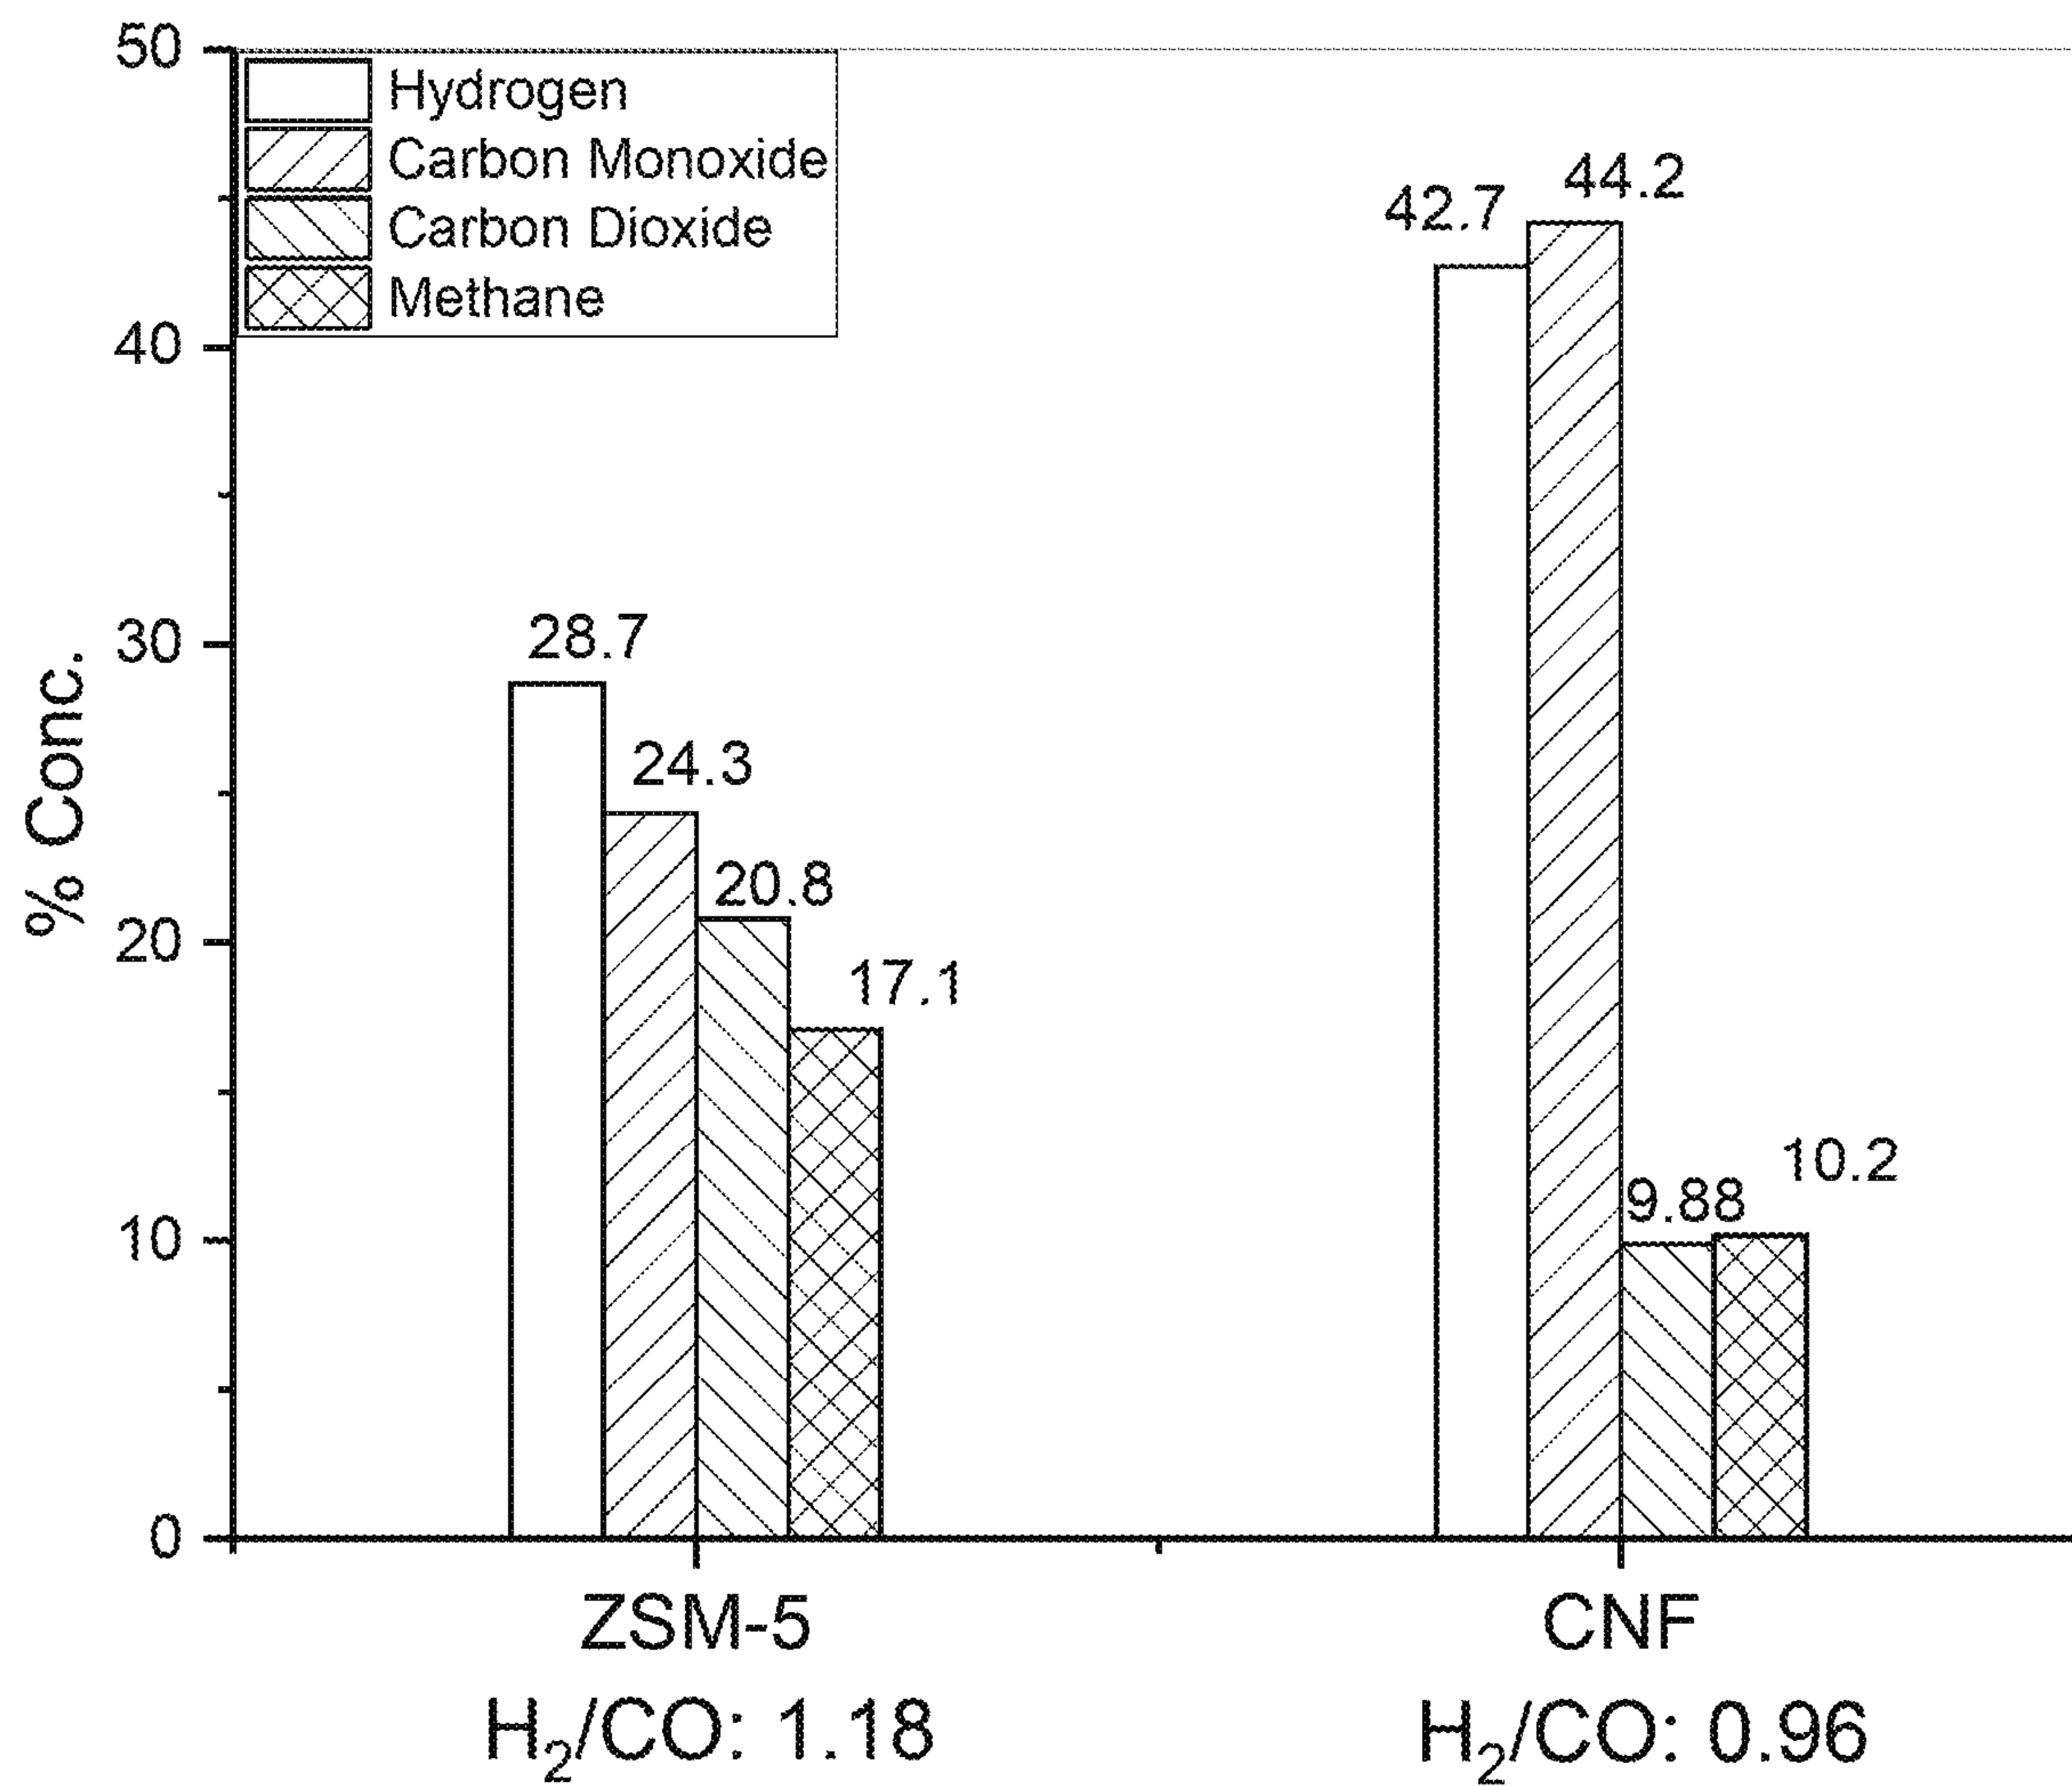 50
40
30
20
10
0
% Conc.
Hydrogen
Carbon Monoxide
Carbon Dioxide
Methane
28.7
24.3
20.8
17.1
42.7
44.2
9.88
10.2
ZSM-5
H₂/CO: 1.18
CNF
H₂/CO: 0.96